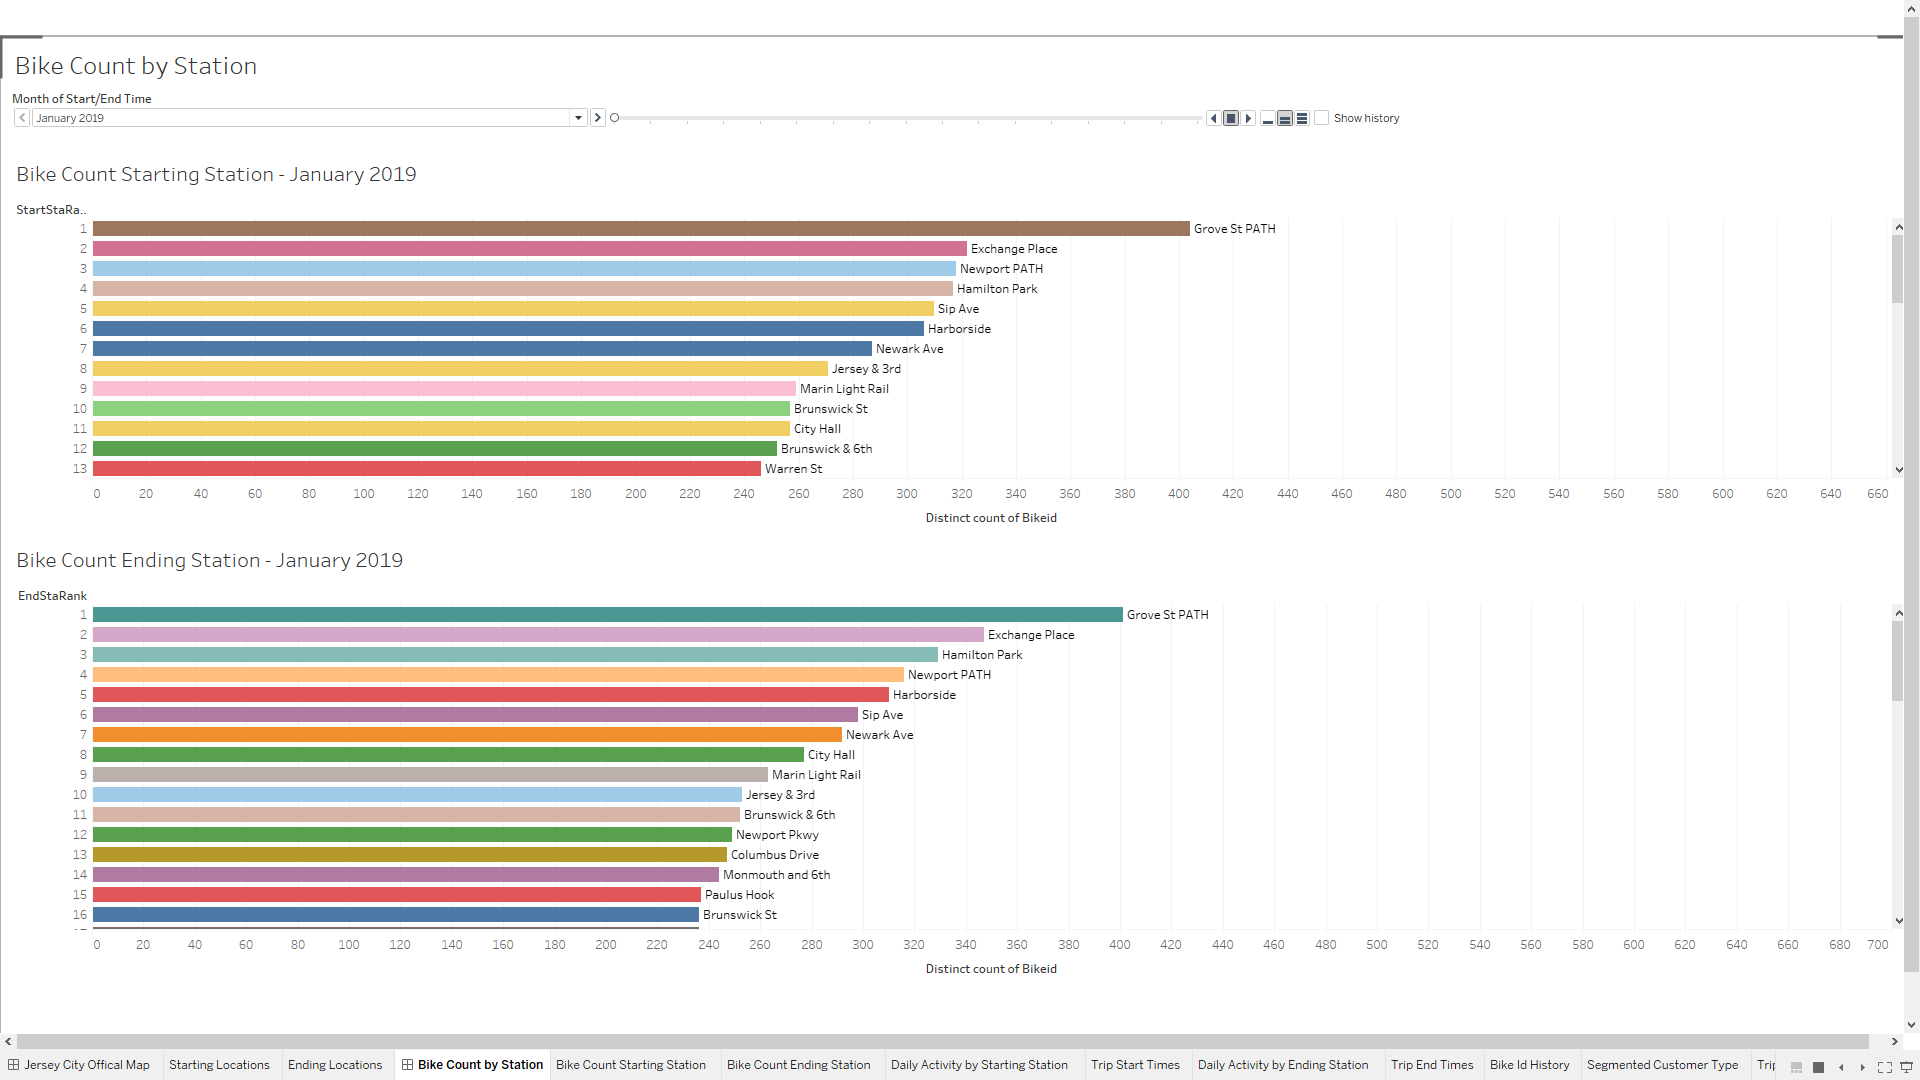 Bike Count by Station
Month of Start/End Time
January 2019
Show history
Bike Count Starting Station - January 2019
StartStaRa..
1 Grove St PATH
2 Exchange Place
3 Newport PATH
4 Hamilton Park
5 Sip Ave
6 Harborside
7 Newark Ave
8 Jersey & 3rd
9 Marin Light Rail
10 Brunswick St
11 City Hall
12 Brunswick & 6th
13 Warren St
0 20 40 60 80 100 120 140 160 180 200 220 240 260 280 300 320 340 360 380 400 420 440 460 480 500 520 540 560 580 600 620 640 660
Distinct count of Bikeid
Bike Count Ending Station - January 2019
EndStaRank
1 Grove St PATH
2 Exchange Place
3 Hamilton Park
4 Newport PATH
5 Harborside
6 Sip Ave
7 Newark Ave
8 City Hall
9 Marin Light Rail
10 Jersey & 3rd
11 Brunswick & 6th
12 Newport Pkwy
13 Columbus Drive
14 Monmouth and 6th
15 Paulus Hook
16 Brunswick St
0 20 40 60 80 100 120 140 160 180 200 220 240 260 280 300 320 340 360 380 400 420 440 460 480 500 520 540 560 580 600 620 640 660 680 700
Distinct count of Bikeid
Jersey City Offical Map Starting Locations Ending Locations Bike Count by Station Bike Count Starting Station Bike Count Ending Station Daily Activity by Starting Station Trip Start Times Daily Activity by Ending Station Trip End Times Bike Id History Segmented Customer Type Trip